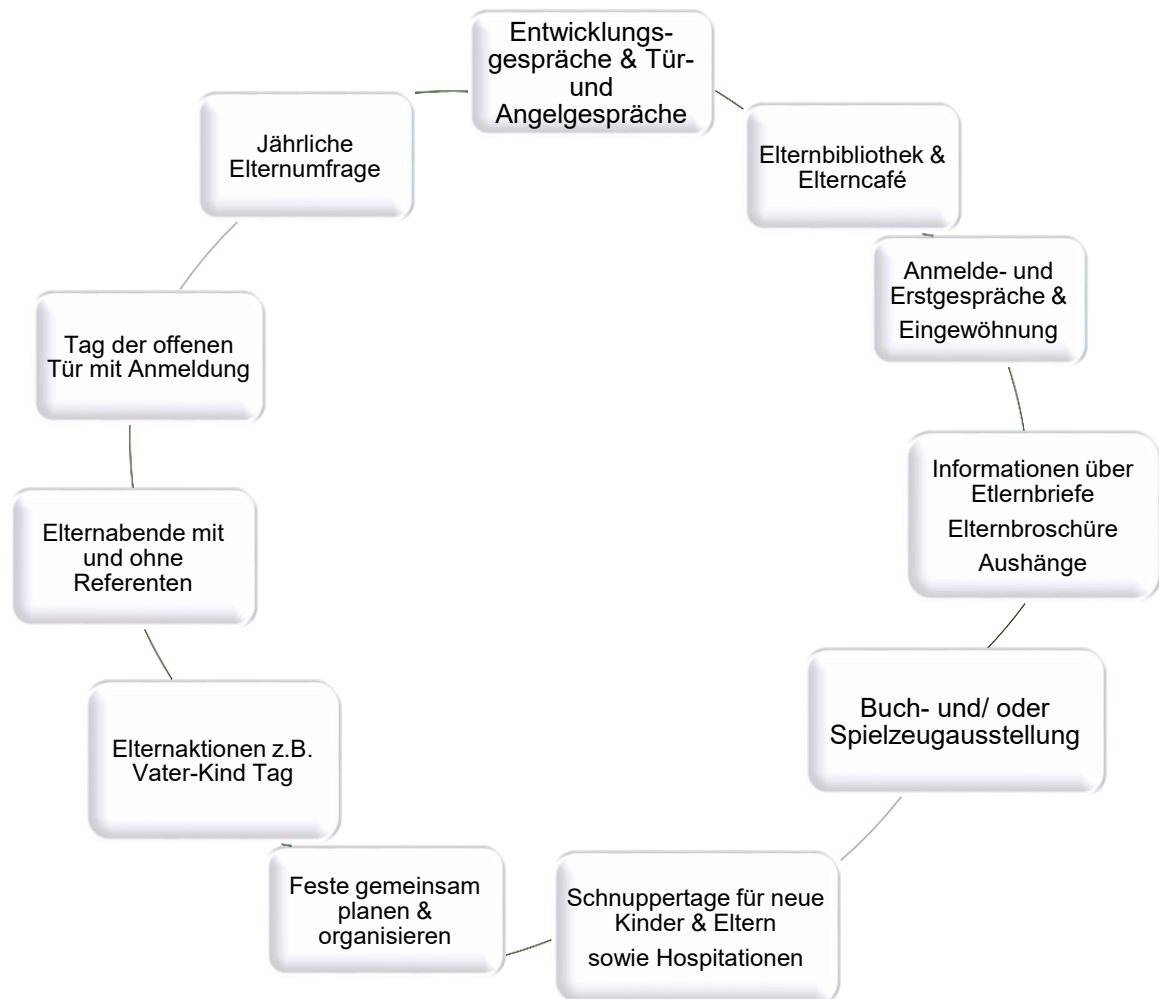 Entwicklungs-
gespräche & Tür-
und
Angelgespräche
Elternbibliothek &
Elterncafé
Anmelde- und
Erstgespräche &
Eingewöhnung
Informationen über
Etlernbriefe
Elternbroschüre
Aushänge
Buch- und/ oder
Spielzeugausstellung
Schnuppertage für neue
Kinder & Eltern
sowie Hospitationen
Feste gemeinsam
planen &
organisieren
Elternaktionen z.B.
Vater-Kind Tag
Elternabende mit
und ohne
Referenten
Tag der offenen
Tür mit Anmeldung
Jährliche
Elternumfrage